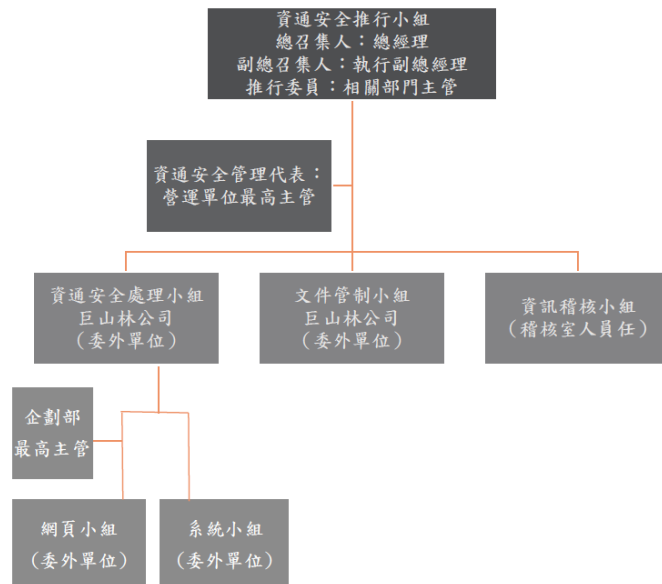 資通安全推行小組
總召集人：總經理
副總召集人：執行副總經理
推行委員：相關部門主管
資通安全管理代表：
營運單位最高主管
資通安全處理小組
巨山林公司
（委外單位）
文件管制小組
巨山林公司
（委外單位）
資訊稽核小組
（稽核室人員任）
企劃部
最高主管
網頁小組
（委外單位）
系統小組
（委外單位）